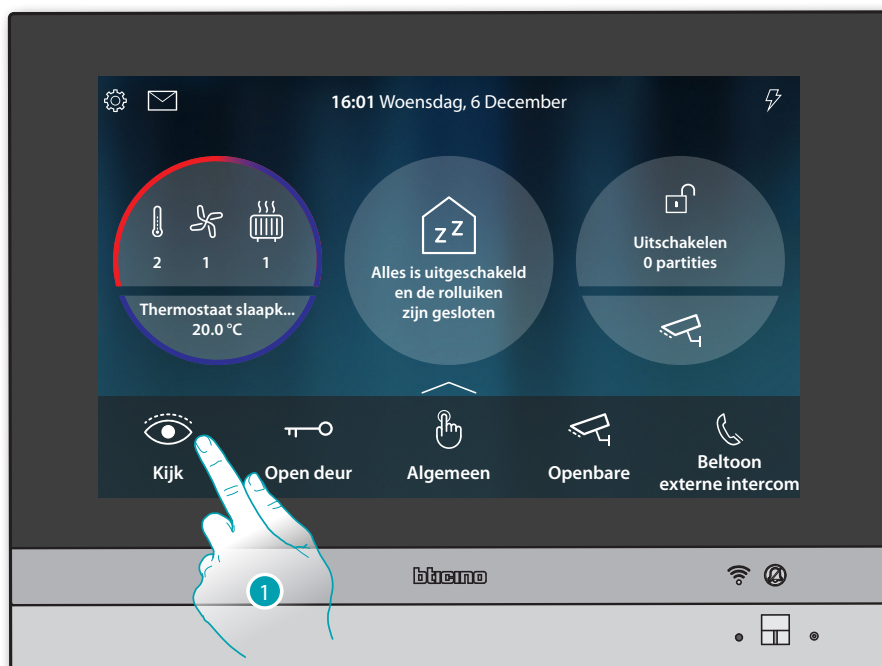 16:01 Woensdag, 6 December
2 1 1
Thermostaat slaapk...
20.0 °C
z Z
Alles is uitgeschakeld
en de rolluiken
zijn gesloten
Uitschakelen
0 partities
Kijk
Open deur
Algemeen
Openbare
Beltoon
externe intercom
bticino
1